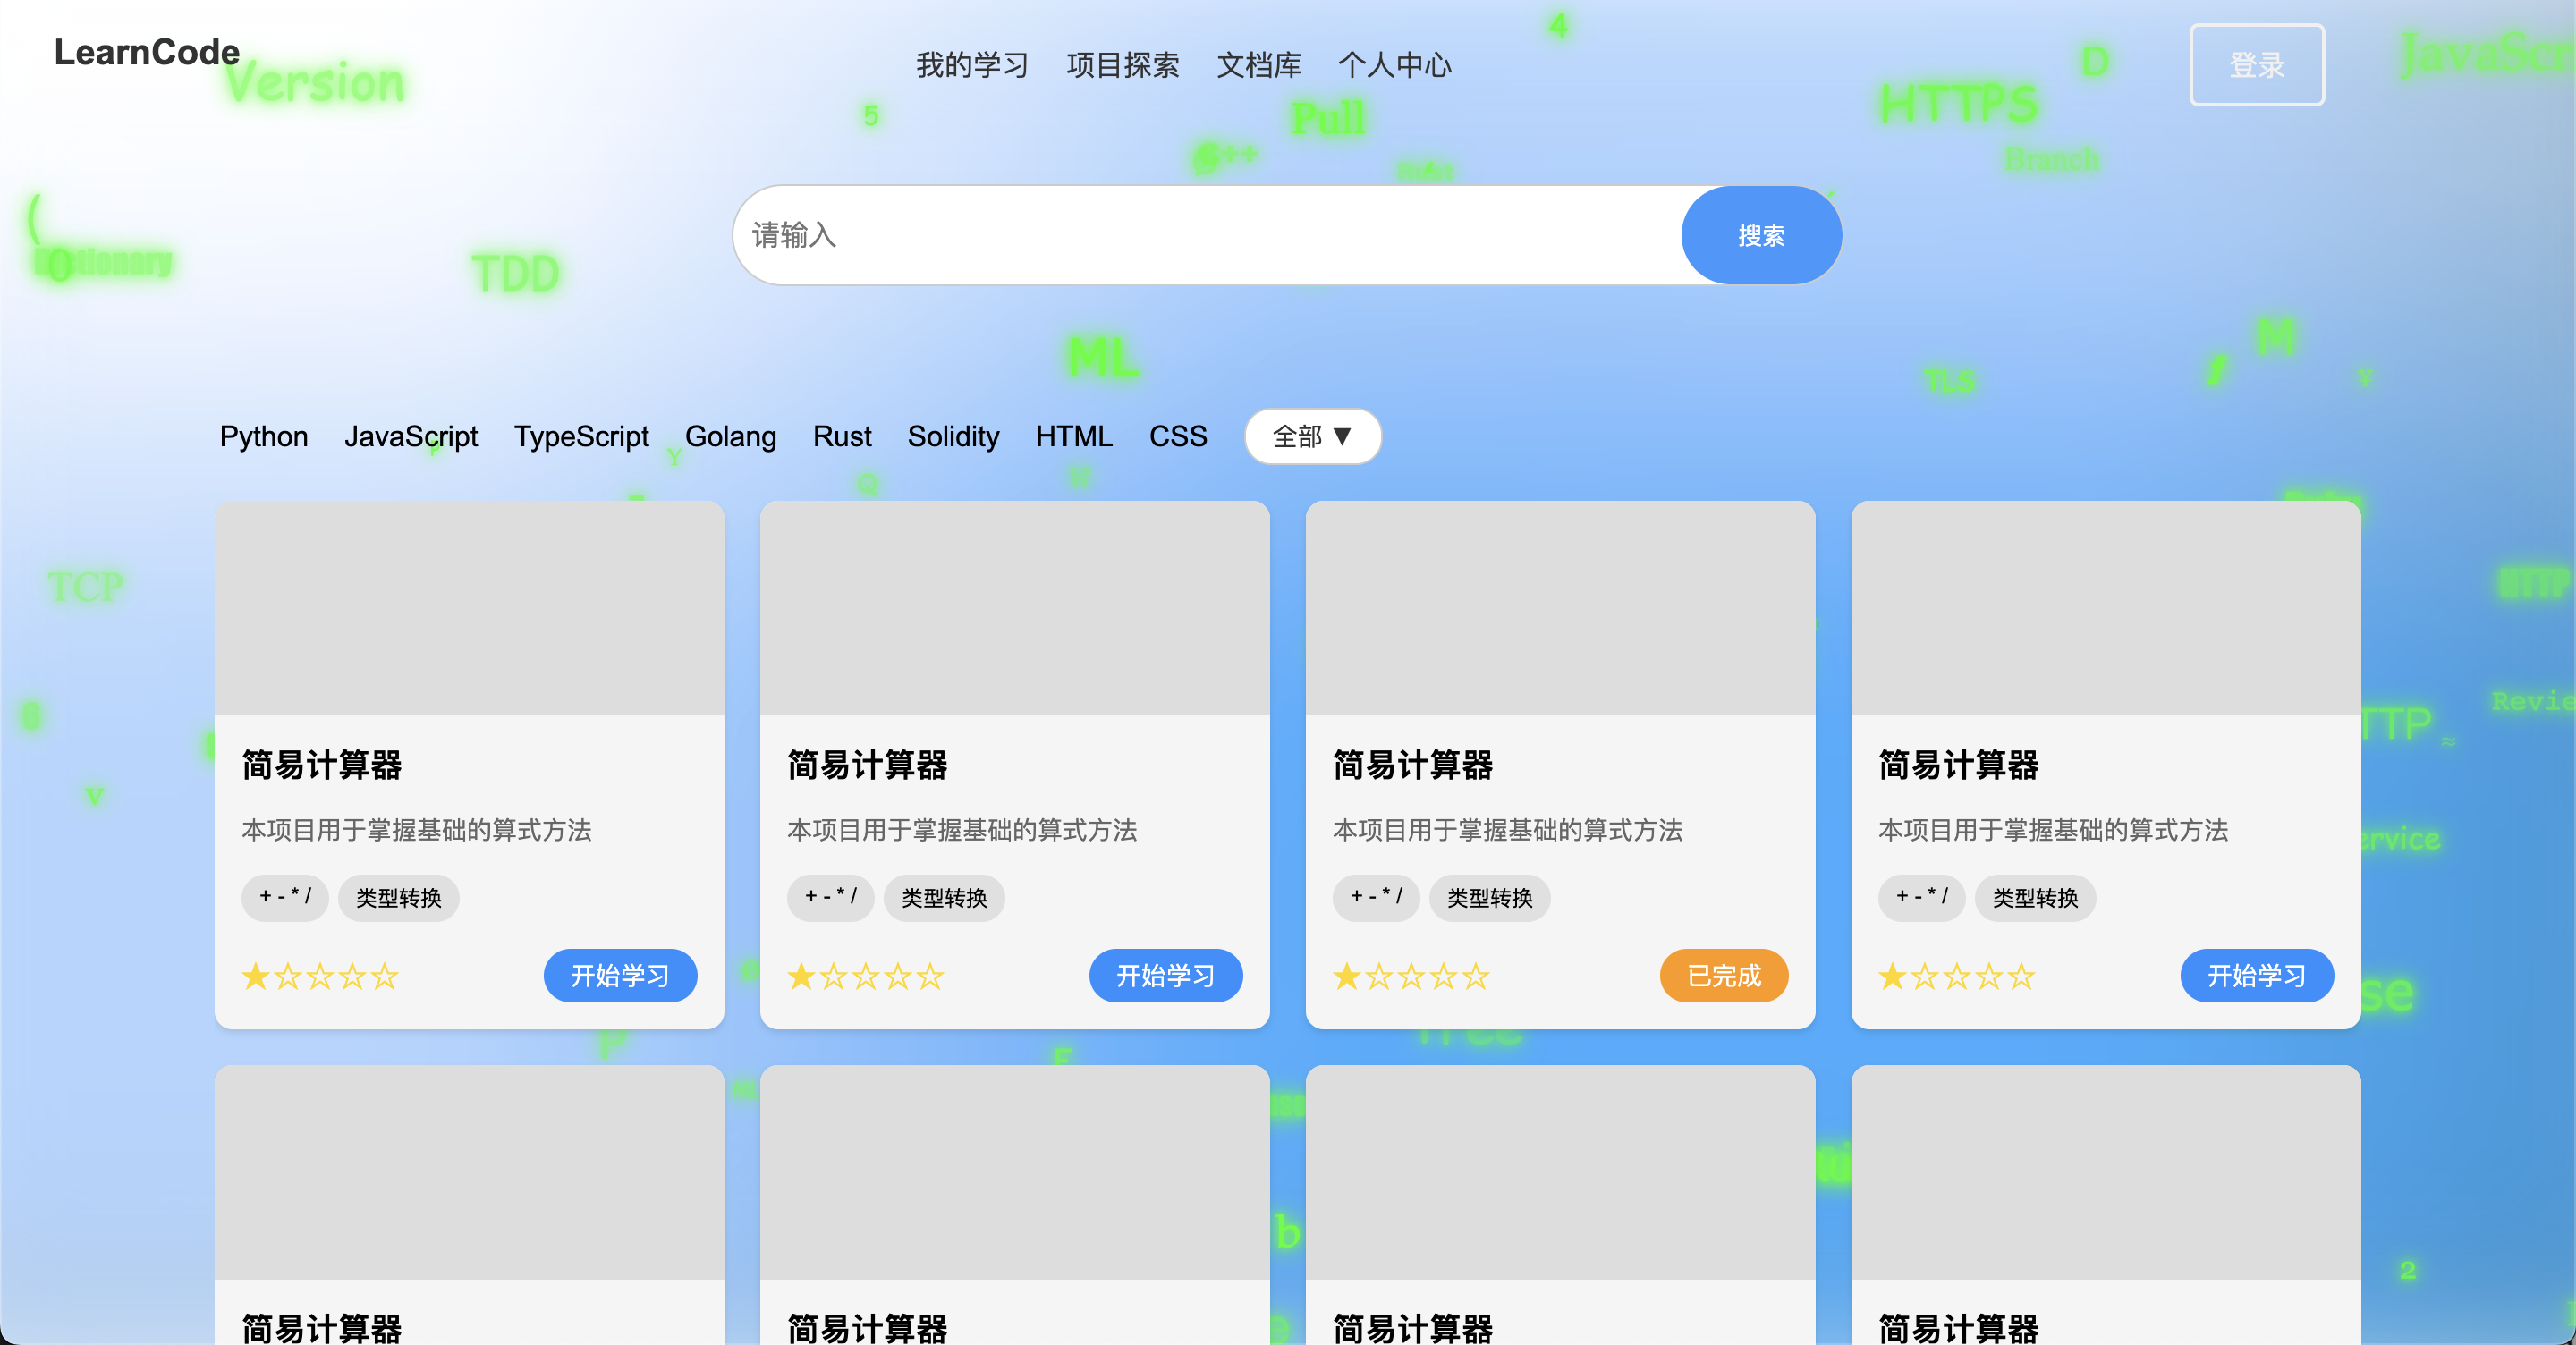 LearnCode
我的学习 项目探索 文档库 个人中心
登录
4
D
JavaScr
Version
HTTPS
5
Pull
C++
Branch
(
请输入
搜索
TDD
M
ML
TLS
¥
Python JavaScript TypeScript Golang Rust Solidity HTML CSS 全部 ▼
Y
Q
W
TCP
HTTP
Revie
TTP
≈
v
简易计算器 简易计算器 简易计算器 简易计算器
本项目用于掌握基础的算式方法 本项目用于掌握基础的算式方法 本项目用于掌握基础的算式方法 本项目用于掌握基础的算式方法
ervice
+ - * / 类型转换 + - * / 类型转换 + - * / 类型转换 + - * / 类型转换
★☆☆☆☆ 开始学习 ★☆☆☆☆ 开始学习 ★☆☆☆☆ 已完成 ★☆☆☆☆ 开始学习
se
P
Tree
b
2
简易计算器 简易计算器 简易计算器 简易计算器